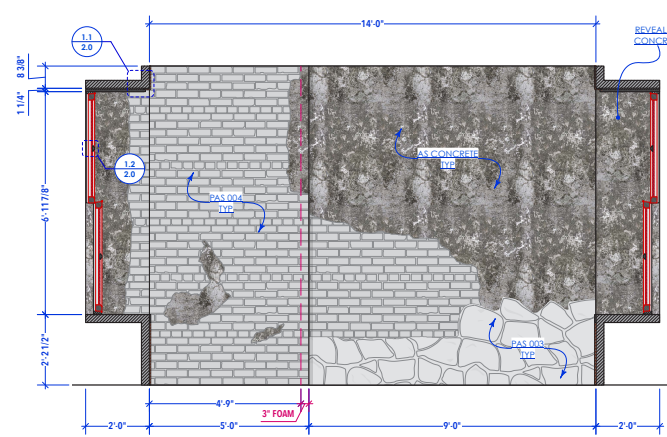 14'-0"
REVEAL
CONCR
1.1
2.0
8 3/8"
1 1/4"
1.2
2.0
AS CONCRETE
TYP
PAS 004
TYP
6'-11 7/8"
PAS 003
TYP
2'-2 1/2"
4'-9"
3" FOAM
2'-0"
5'-0"
9'-0"
2'-0"